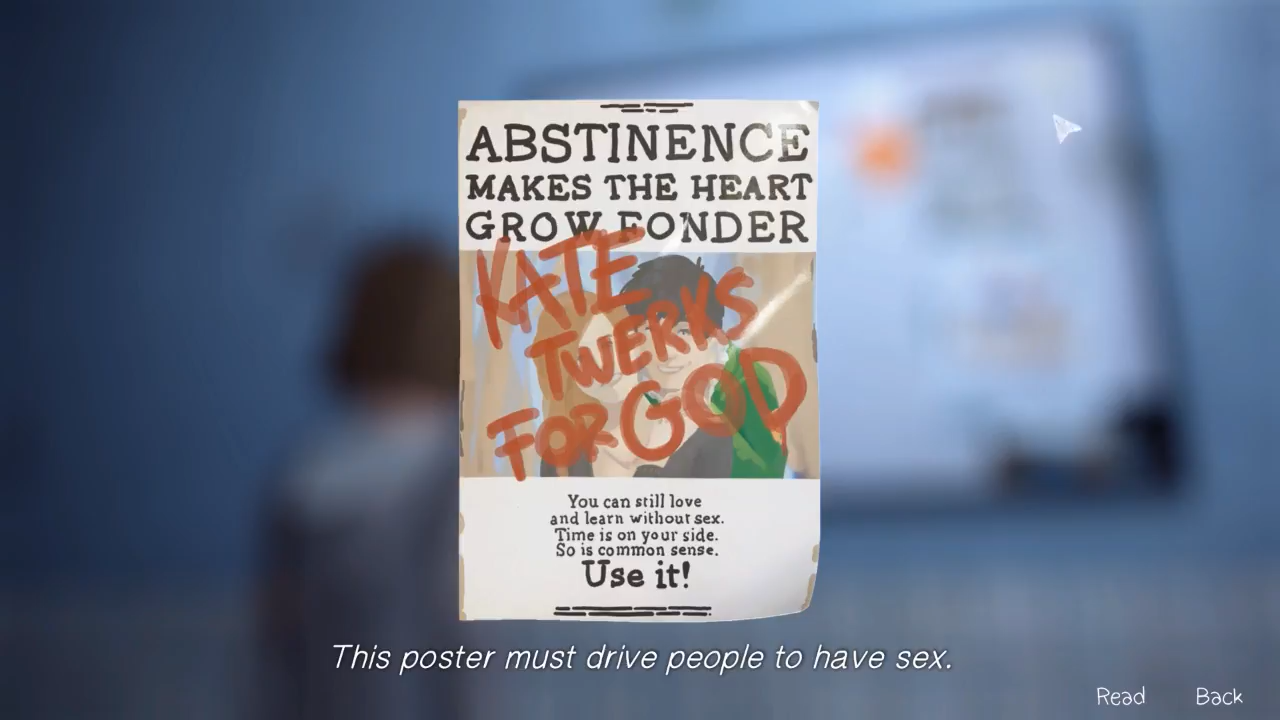 ABSTINENCE
MAKES THE HEART
GROW FONDER
KATE
TWERKS
FOR GOD
You can still love
and learn without sex.
Time is on your side.
So is common sense.
Use it!
This poster must drive people to have sex.
Read Back